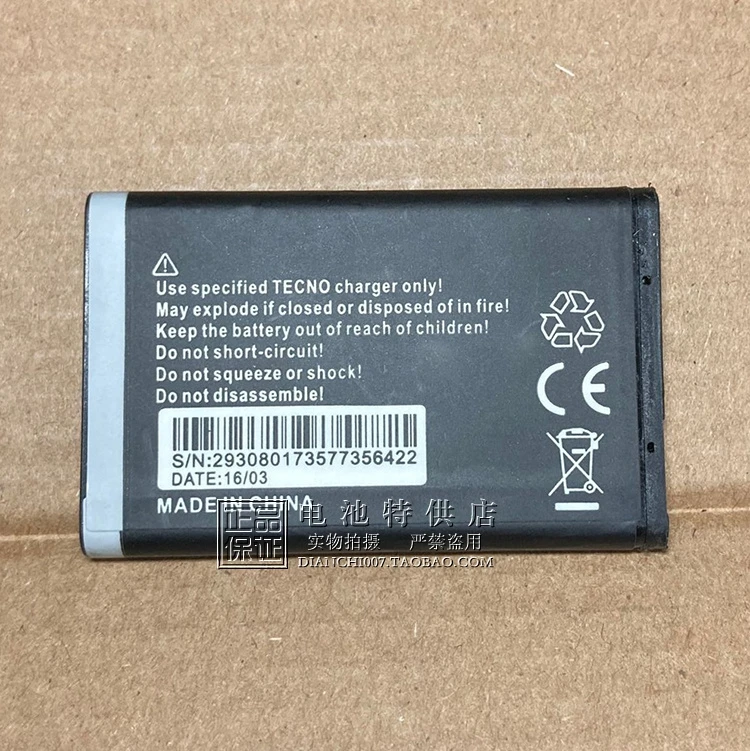 Use specified TECNO charger only!
May explode if closed or disposed of in fire!
Keep the battery out of reach of children!
Do not short-circuit!
Do not squeeze or shock!
Do not disassemble!
S/N:293080173577356422
DATE:16/03
MADE IN CHINA
正品
保证
电池特供店
实物拍摄 严禁盗用
DIANCHI007.TAOBAO.COM